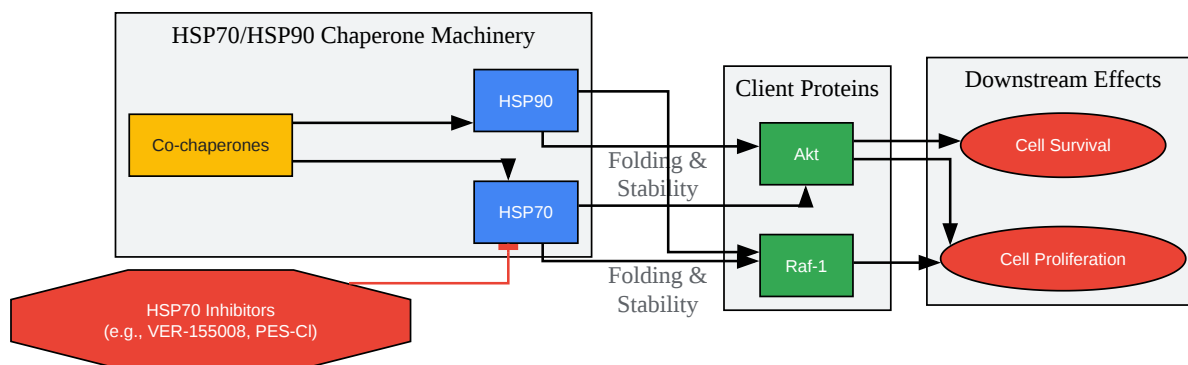 HSP70/HSP90 Chaperone Machinery
Co-chaperones
HSP90
HSP70
HSP70 Inhibitors
(e.g., VER-155008, PES-Cl)
Folding &
Stability
Folding &
Stability
Client Proteins
Akt
Raf-1
Downstream Effects
Cell Survival
Cell Proliferation